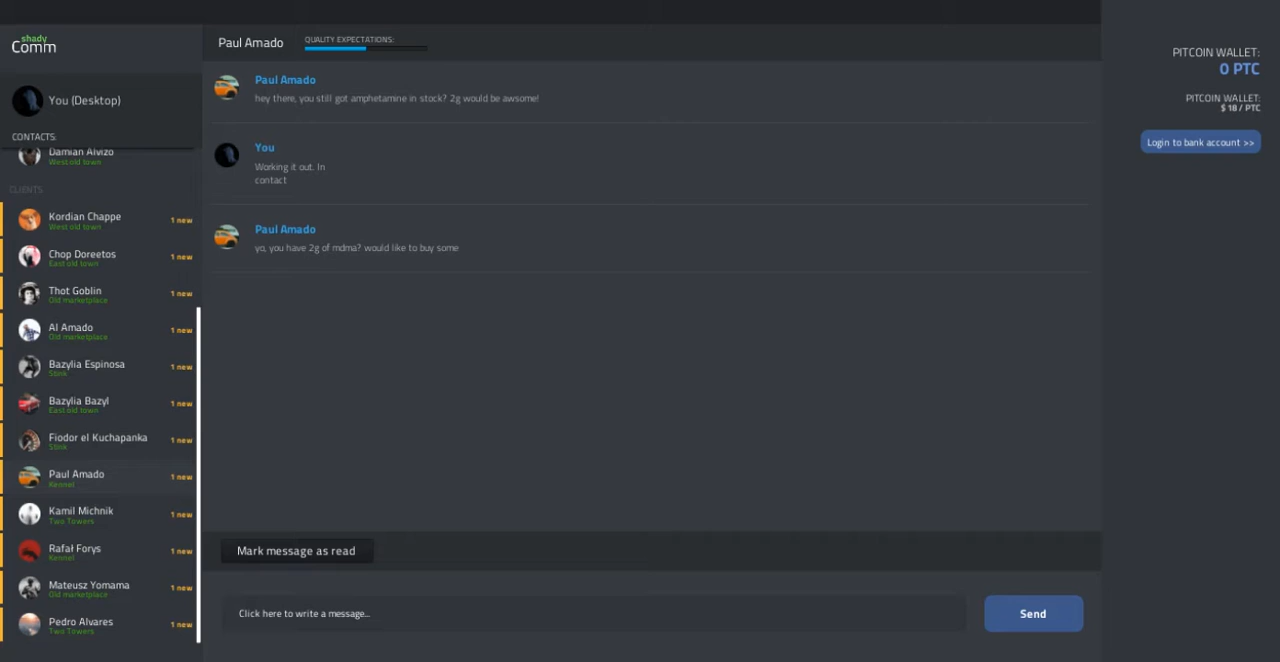 shady
Comm
You (Desktop)
CONTACTS:
Damian Alvizo
West old town
CLIENTS
Kordian Chappe
West old town
1 new
Chop Doreetos
East old town
1 new
Thot Goblin
Old marketplace
1 new
Al Amado
Old marketplace
1 new
Bazylia Espinosa
Stink
1 new
Bazylia Bazyl
East old town
1 new
Fiodor el Kuchapanka
Stink
1 new
Paul Amado
Kennel
1 new
Kamil Michnik
Two Towers
1 new
Rafał Forys
Kennel
1 new
Mateusz Yomama
Old marketplace
1 new
Pedro Alvares
Two Towers
1 new
Paul Amado
QUALITY EXPECTATIONS:
Paul Amado
hey there, you still got amphetamine in stock? 2g would be awsome!
You
Working it out. In
contact
Paul Amado
yo, you have 2g of mdma? would like to buy some
Mark message as read
Click here to write a message...
Send
PITCOIN WALLET:
0 PTC
PITCOIN WALLET:
$ 18 / PTC
Login to bank account >>